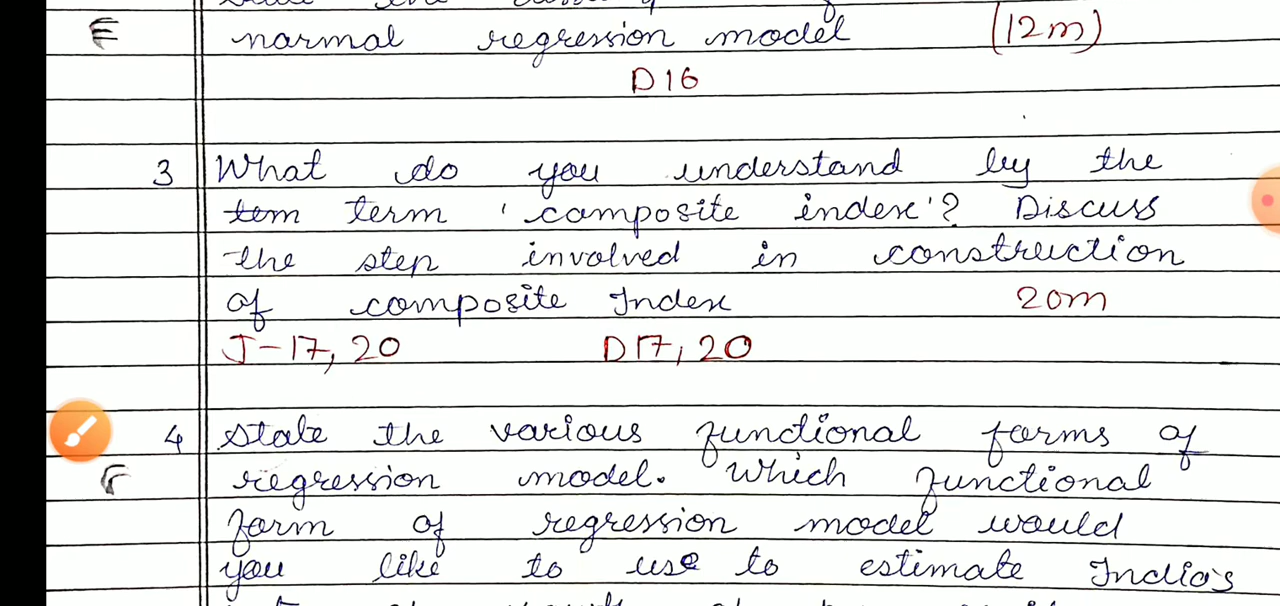 normal regression model (12m)
D16
3 What do you understand by the
tem term 'composite index'? Discuss
the step involved in construction
of composite Index 20m
J-17, 20 D17, 20
4 State the various functional forms of
regression model. Which functional
form of regression model would
you like to use to estimate India's